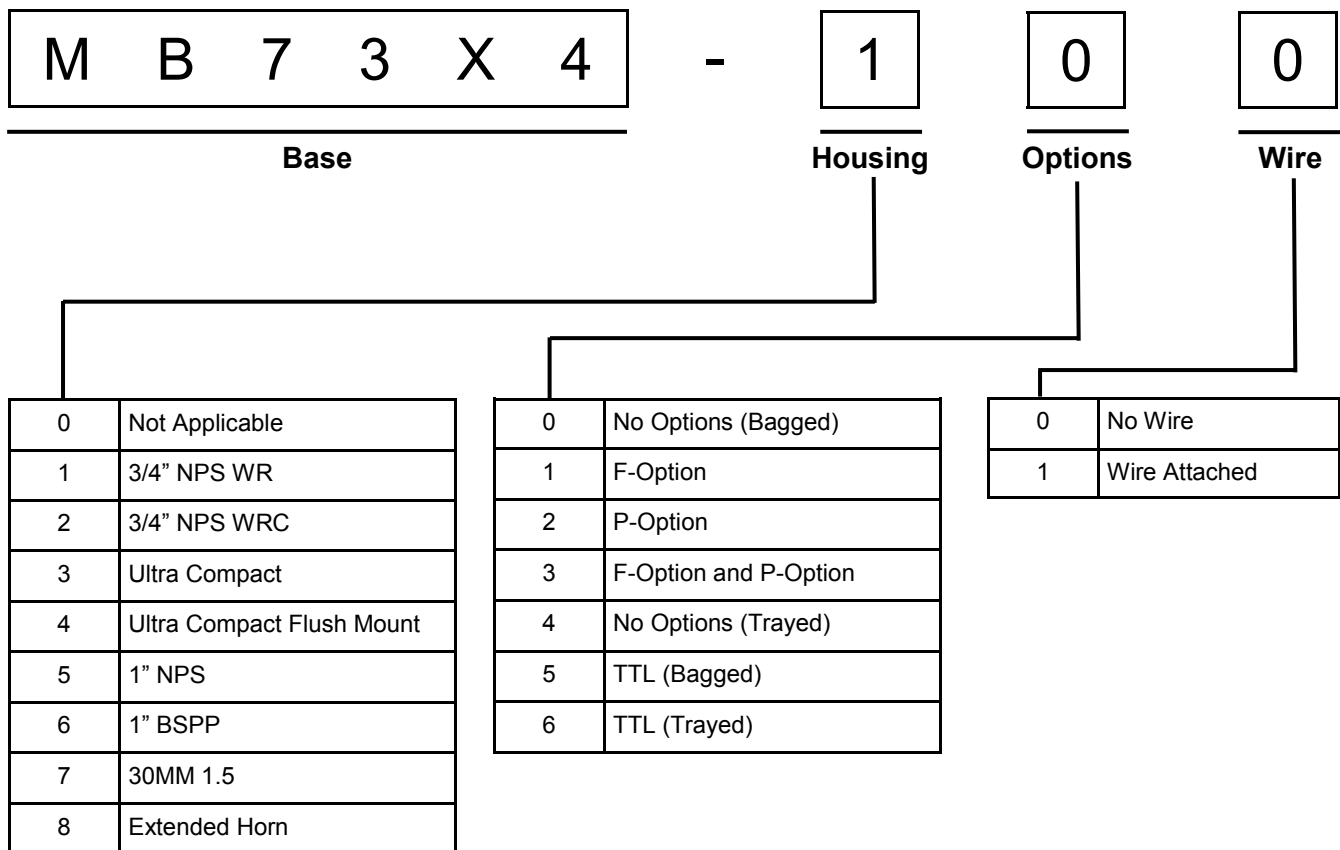 M B 7 3 X 4 - 1 0 0
Base Housing Options Wire
0 Not Applicable
1 3/4” NPS WR
2 3/4” NPS WRC
3 Ultra Compact
4 Ultra Compact Flush Mount
5 1” NPS
6 1” BSPP
7 30MM 1.5
8 Extended Horn
0 No Options (Bagged)
1 F-Option
2 P-Option
3 F-Option and P-Option
4 No Options (Trayed)
5 TTL (Bagged)
6 TTL (Trayed)
0 No Wire
1 Wire Attached